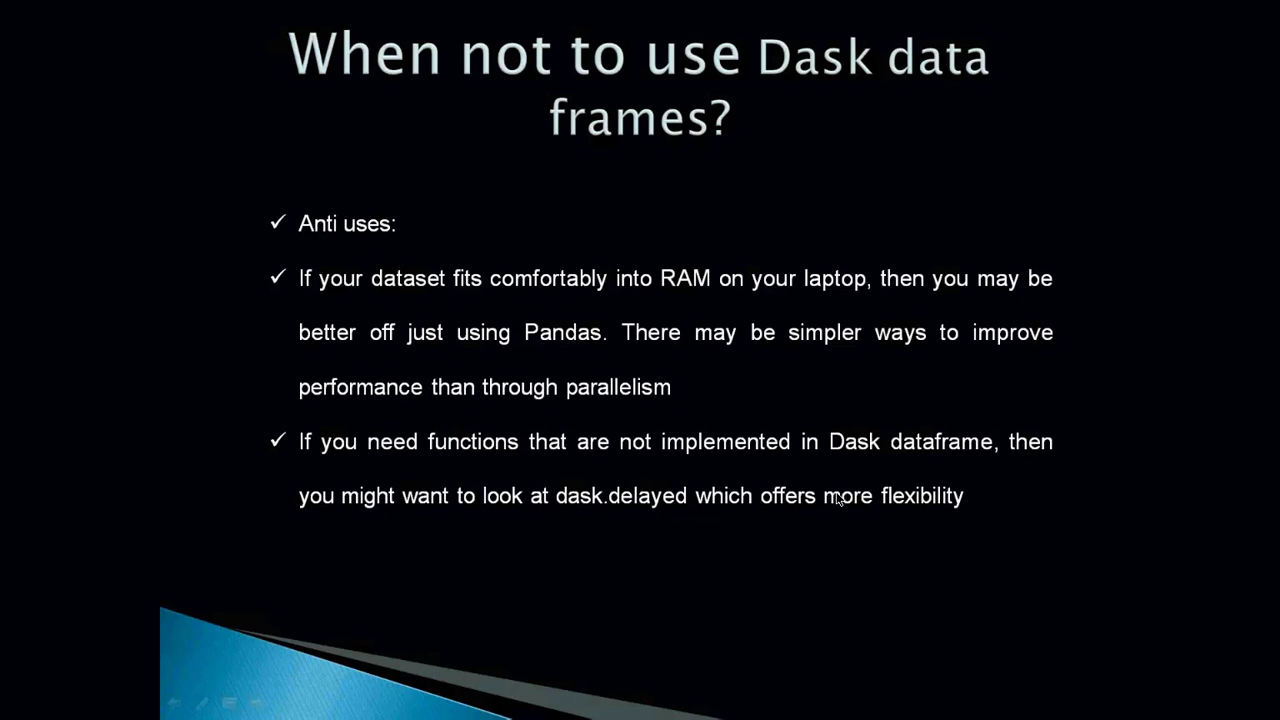 When not to use Dask data
frames?
✓ Anti uses:
✓ If your dataset fits comfortably into RAM on your laptop, then you may be
better off just using Pandas. There may be simpler ways to improve
performance than through parallelism
✓ If you need functions that are not implemented in Dask dataframe, then
you might want to look at dask.delayed which offers more flexibility